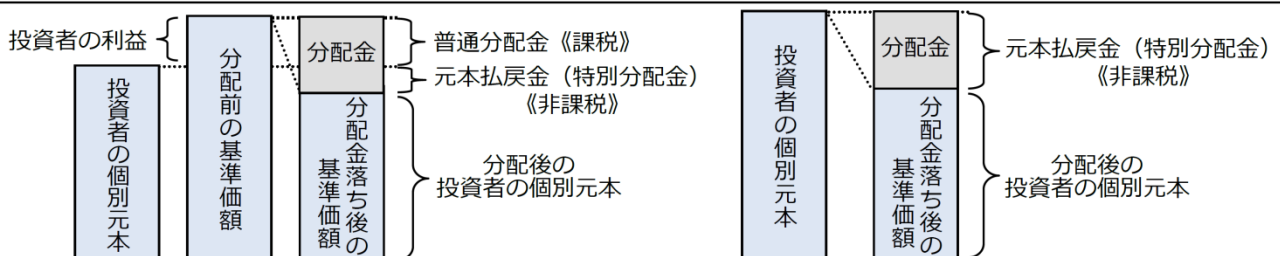 投資者の利益
投資者の個別元本
分配前の基準価額
分配金
分配金落ち後の
基準価額
普通分配金《課税》
元本払戻金（特別分配金）
《非課税》
分配後の
投資者の個別元本
投資者の個別元本
分配金
分配金落ち後の
基準価額
元本払戻金（特別分配金）
《非課税》
分配後の
投資者の個別元本